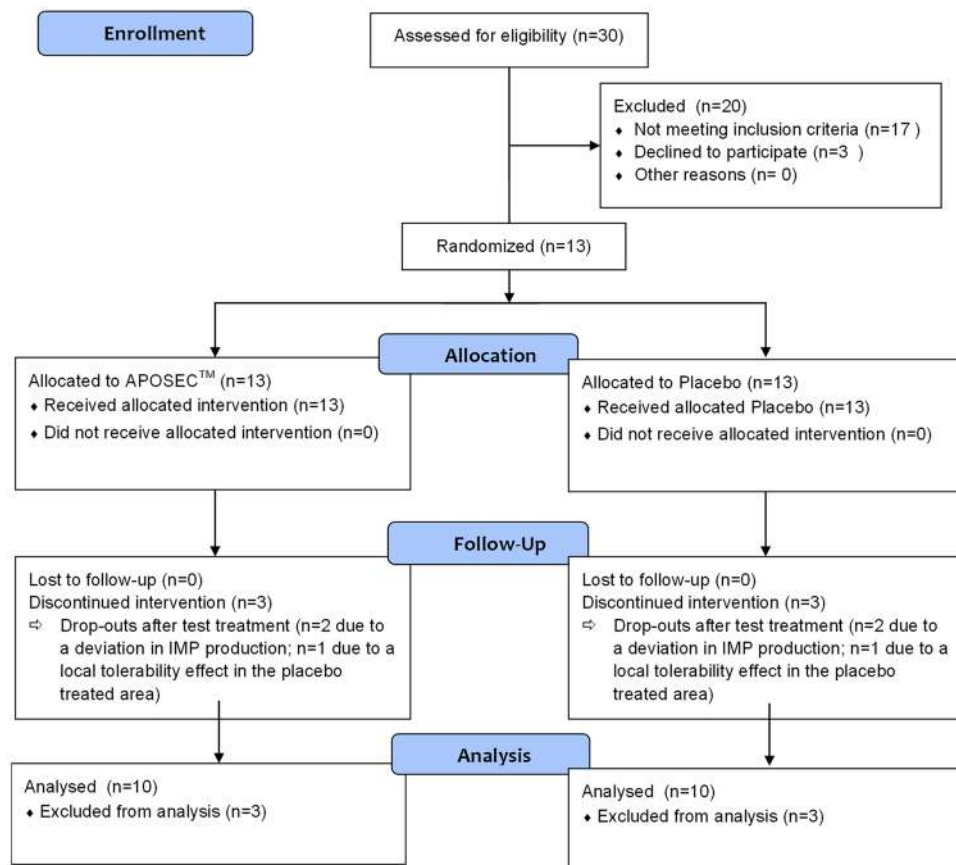 Enrollment
Assessed for eligibility (n=30)
Excluded (n=20)
♦ Not meeting inclusion criteria (n=17 )
♦ Declined to participate (n=3 )
♦ Other reasons (n= 0)
Randomized (n=13)
Allocation
Allocated to APOSEC™ (n=13)
♦ Received allocated intervention (n=13)
♦ Did not receive allocated intervention (n=0)
Allocated to Placebo (n=13)
♦ Received allocated Placebo (n=13)
♦ Did not receive allocated intervention (n=0)
Follow-Up
Lost to follow-up (n=0)
Discontinued intervention (n=3)
⇨ Drop-outs after test treatment (n=2 due to
a deviation in IMP production; n=1 due to a
local tolerability effect in the placebo
treated area)
Lost to follow-up (n=0)
Discontinued intervention (n=3)
⇨ Drop-outs after test treatment (n=2 due to
a deviation in IMP production; n=1 due to a
local tolerability effect in the placebo
treated area)
Analysis
Analysed (n=10)
♦ Excluded from analysis (n=3)
Analysed (n=10)
♦ Excluded from analysis (n=3)